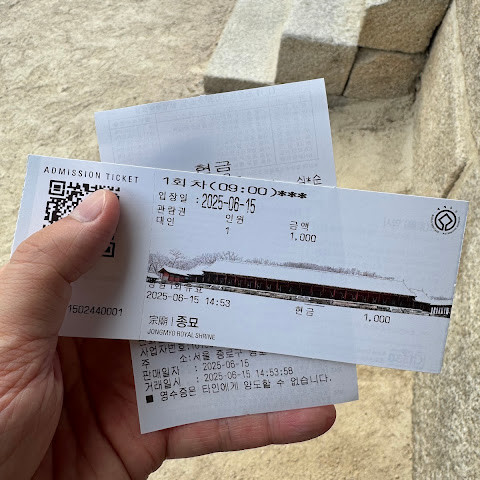 현금
ADMISSION TICKET
1회차(09:00)***
입장일 : 2025-06-15
관람권 인원 금액
대인 1 1,000
2025-06-15 14:53
현금 1,000
1502440001
宗廟 | 종묘
JONGMYO ROYAL SHRINE
주 소: 서울 종로구
판매일자 : 2025-06-15
거래일시 : 2025-06-15 14:53:58
■ 영수증은 타인에게 양도할 수 없습니다.